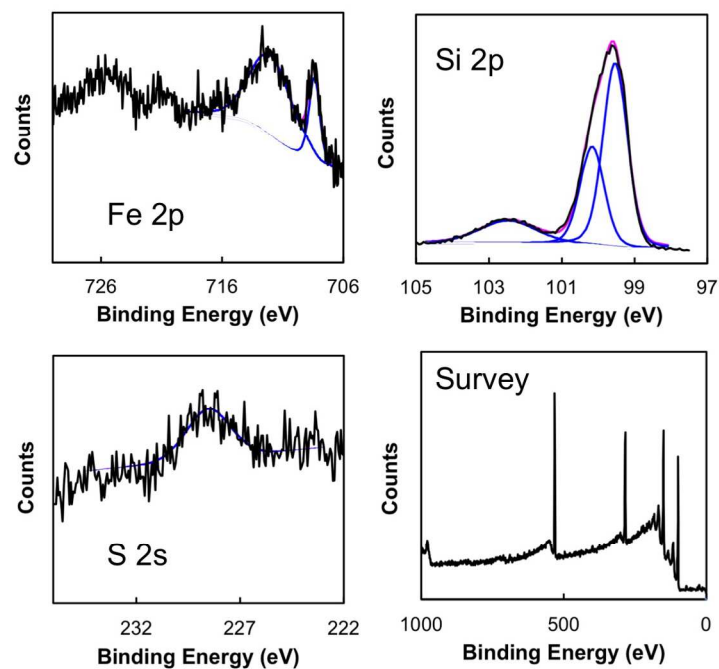 Counts
Fe 2p
726 716 706
Binding Energy (eV)
Counts
Si 2p
105 103 101 99 97
Binding Energy (eV)
Counts
S 2s
232 227 222
Binding Energy (eV)
Counts
Survey
1000 500 0
Binding Energy (eV)